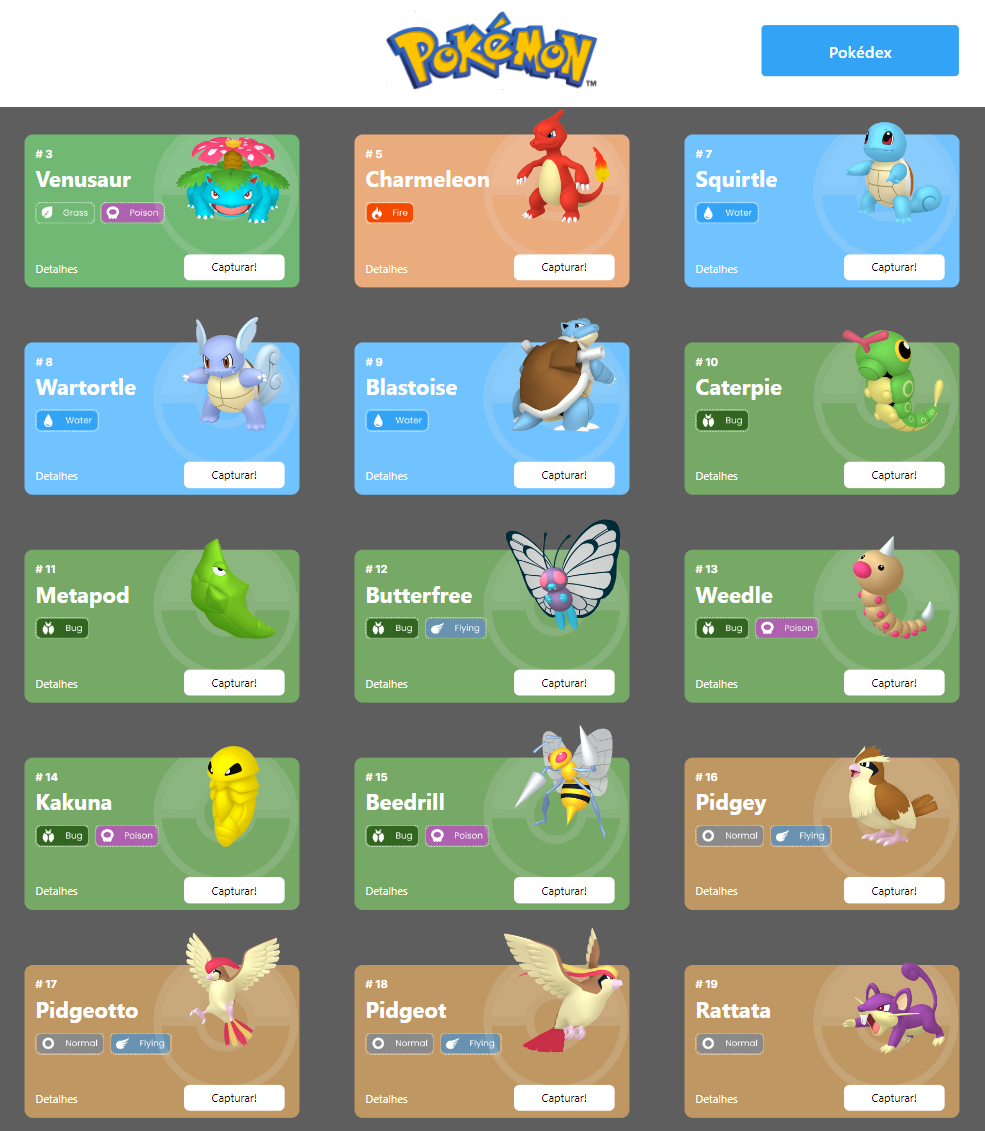 POKéMON
TM
Pokédex
# 3
Venusaur
Grass Poison
Detalhes Capturar!
# 5
Charmeleon
Fire
Detalhes Capturar!
# 7
Squirtle
Water
Detalhes Capturar!
# 8
Wartortle
Water
Detalhes Capturar!
# 9
Blastoise
Water
Detalhes Capturar!
# 10
Caterpie
Bug
Detalhes Capturar!
# 11
Metapod
Bug
Detalhes Capturar!
# 12
Butterfree
Bug Flying
Detalhes Capturar!
# 13
Weedle
Bug Poison
Detalhes Capturar!
# 14
Kakuna
Bug Poison
Detalhes Capturar!
# 15
Beedrill
Bug Poison
Detalhes Capturar!
# 16
Pidgey
Normal Flying
Detalhes Capturar!
# 17
Pidgeotto
Normal Flying
Detalhes Capturar!
# 18
Pidgeot
Normal Flying
Detalhes Capturar!
# 19
Rattata
Normal
Detalhes Capturar!